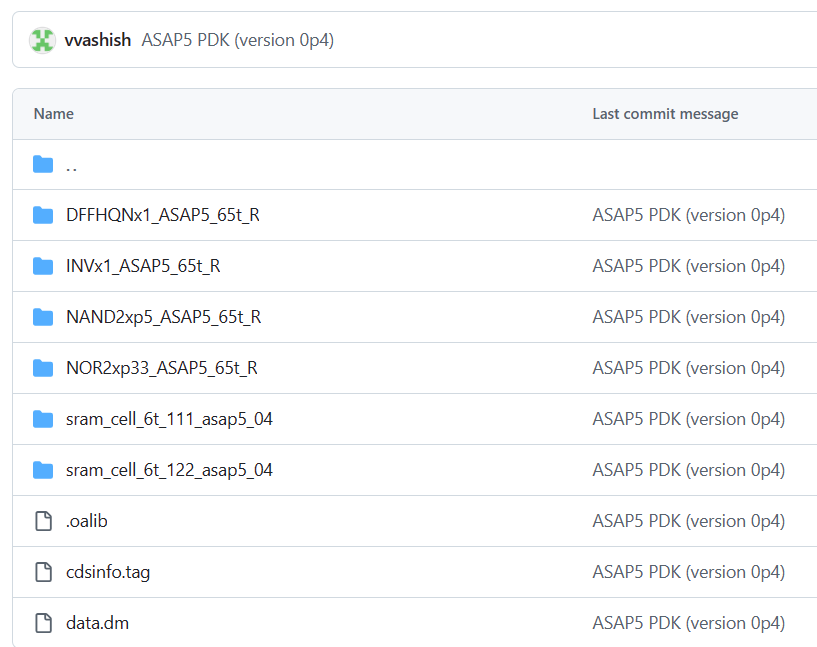 vvashish ASAP5 PDK (version 0p4)
Name Last commit message
..
DFFHQNx1_ASAP5_65t_R ASAP5 PDK (version 0p4)
INVx1_ASAP5_65t_R ASAP5 PDK (version 0p4)
NAND2xp5_ASAP5_65t_R ASAP5 PDK (version 0p4)
NOR2xp33_ASAP5_65t_R ASAP5 PDK (version 0p4)
sram_cell_6t_111_asap5_04 ASAP5 PDK (version 0p4)
sram_cell_6t_122_asap5_04 ASAP5 PDK (version 0p4)
.oalib ASAP5 PDK (version 0p4)
cdsinfo.tag ASAP5 PDK (version 0p4)
data.dm ASAP5 PDK (version 0p4)